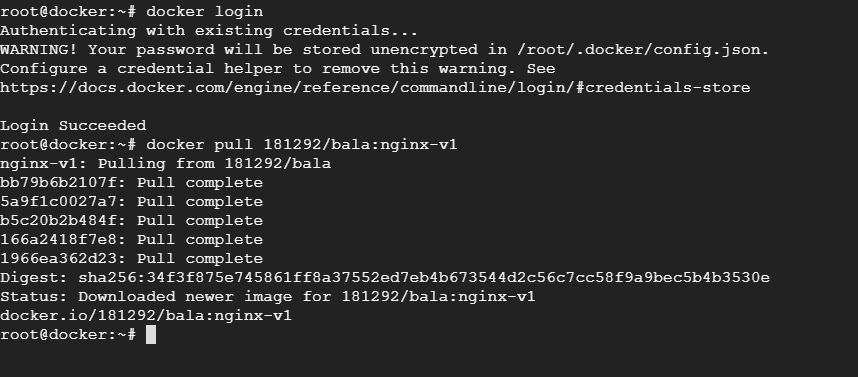 root@docker:~# docker login
Authenticating with existing credentials...
WARNING! Your password will be stored unencrypted in /root/.docker/config.json.
Configure a credential helper to remove this warning. See
https://docs.docker.com/engine/reference/commandline/login/#credentials-store

Login Succeeded
root@docker:~# docker pull 181292/bala:nginx-v1
nginx-v1: Pulling from 181292/bala
bb79b6b2107f: Pull complete
5a9f1c0027a7: Pull complete
b5c20b2b484f: Pull complete
166a2418f7e8: Pull complete
1966ea362d23: Pull complete
Digest: sha256:34f3f875e745861ff8a37552ed7eb4b673544d2c56c7cc58f9a9bec5b4b3530e
Status: Downloaded newer image for 181292/bala:nginx-v1
docker.io/181292/bala:nginx-v1
root@docker:~#